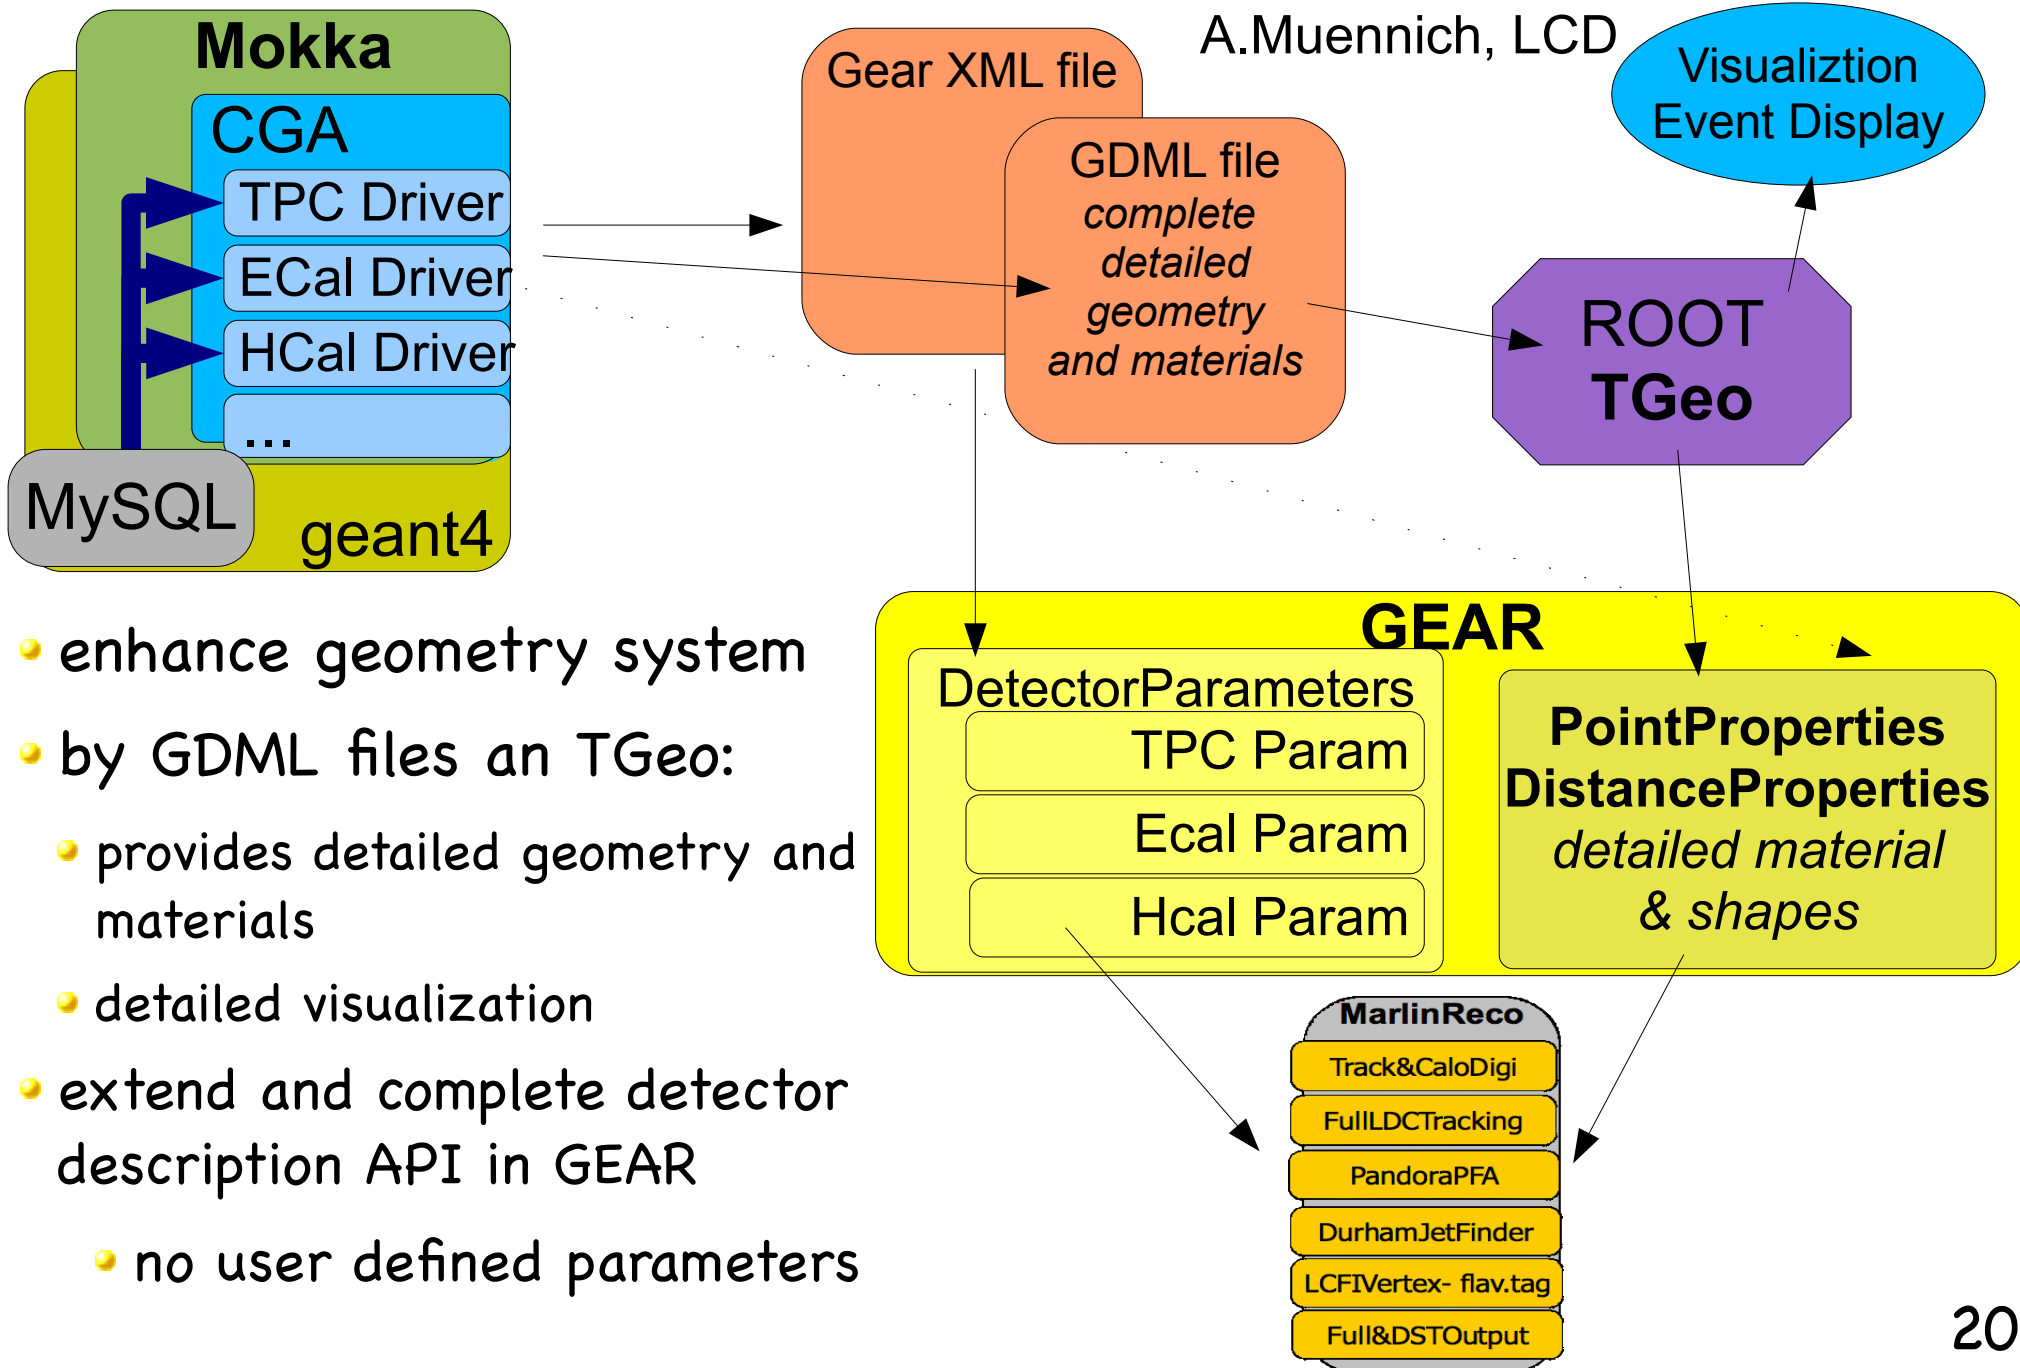 Mokka
CGA
TPC Driver
ECal Driver
HCal Driver
...
MySQL
geant4
Gear XML file
GDML file
complete
detailed
geometry
and materials
A.Muennich, LCD
Visualiztion
Event Display
ROOT
TGeo
enhance geometry system
by GDML files an TGeo:
provides detailed geometry and
materials
detailed visualization
extend and complete detector
description API in GEAR
no user defined parameters
GEAR
DetectorParameters
TPC Param
Ecal Param
Hcal Param
PointProperties
DistanceProperties
detailed material
& shapes
MarlinReco
Track&CaloDigi
FullLDCTracking
PandoraPFA
DurhamJetFinder
LCFIVertex- flav.tag
Full&DSTOutput
20